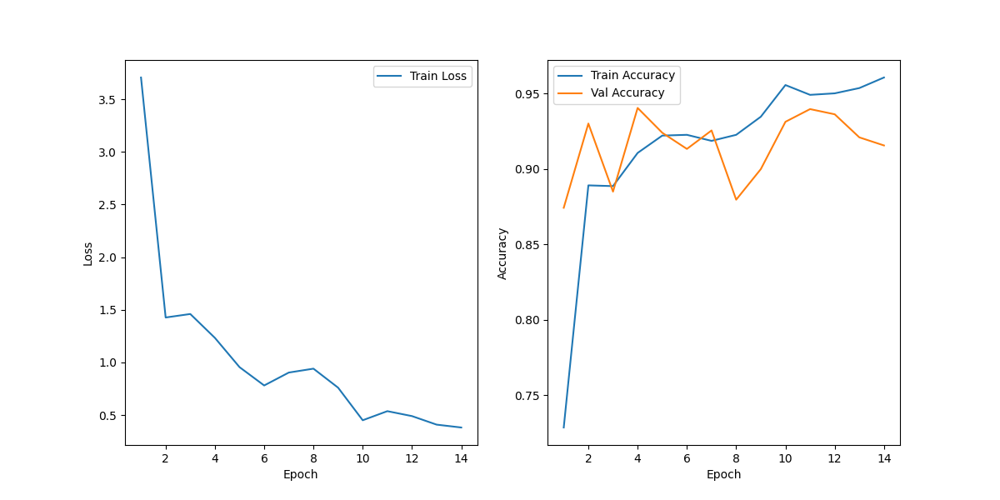 Train Loss
3.5
3.0
2.5
2.0
1.5
1.0
0.5
Loss
2 4 6 8 10 12 14
Epoch
Train Accuracy
Val Accuracy
0.95
0.90
0.85
0.80
0.75
Accuracy
2 4 6 8 10 12 14
Epoch